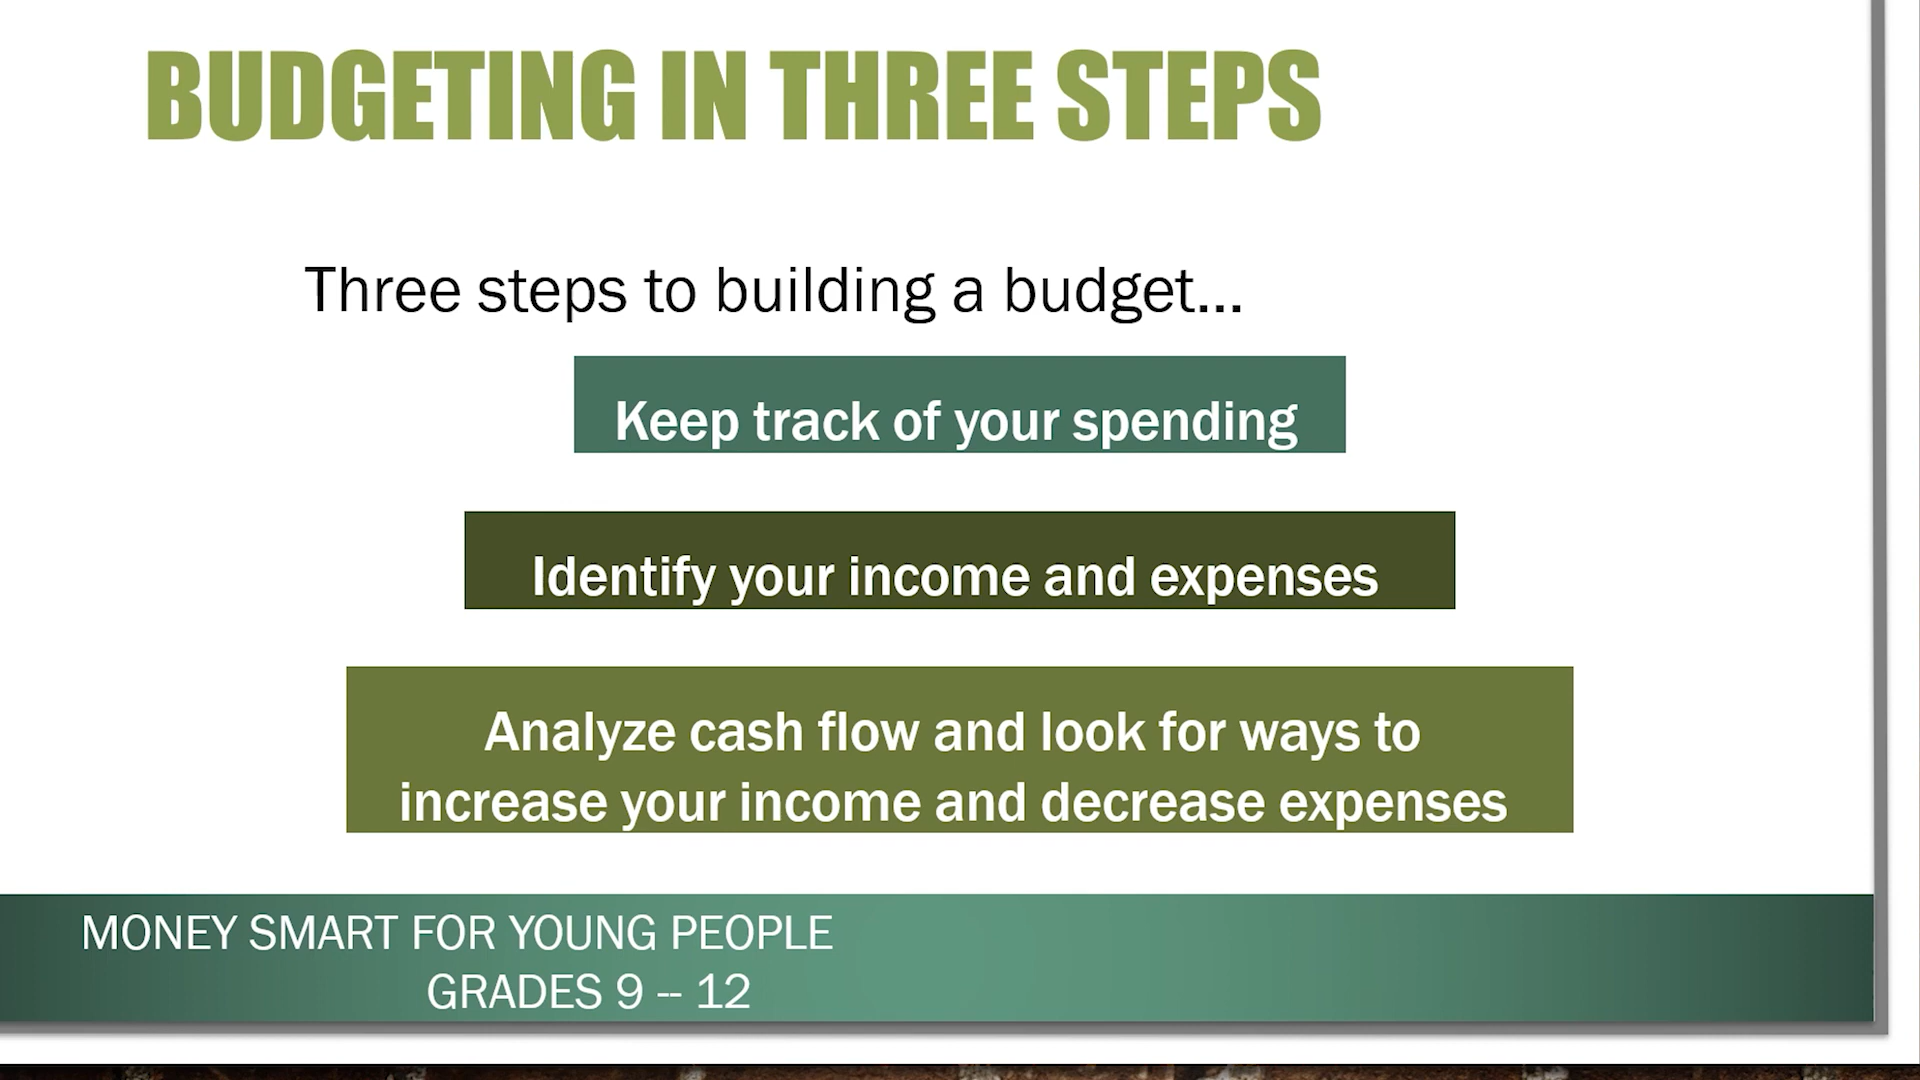 BUDGETING IN THREE STEPS
Three steps to building a budget...
Keep track of your spending
Identify your income and expenses
Analyze cash flow and look for ways to
increase your income and decrease expenses
MONEY SMART FOR YOUNG PEOPLE
GRADES 9 -- 12